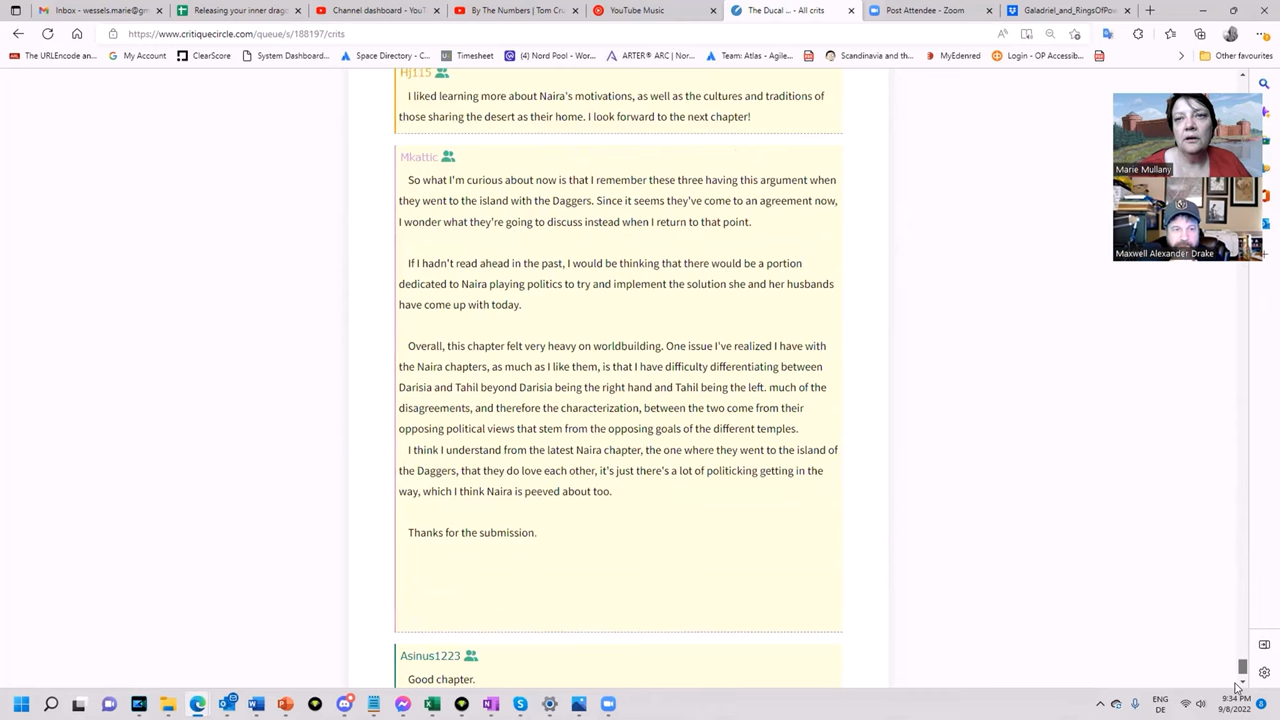 Inbox - wessels.marie@gm
Releasing your inner drago
Channel dashboard - YouT
By The Numbers | Tom Cru
YouTube Music
The Ducal ... - All crits
Post Attendee - Zoom
Galadriel_and_RingsOfPow
https://www.critiquecircle.com/queue/s/188197/crits
The URLEncode an...
My Account
ClearScore
System Dashboard...
Space Directory - C...
Timesheet
(4) Nord Pool - W...
ARTER® ARC | No...
Team: Atlas - Agile...
Scandinavia and th...
MyEdenred
Login - OP Accessib...
Other favourites
Hj115
I liked learning more about Naira's motivations, as well as the cultures and traditions of
those sharing the desert as their home. I look forward to the next chapter!
Mkattic
So what I'm curious about now is that I remember these three having this argument when
they went to the island with the Daggers. Since it seems they've come to an agreement now,
I wonder what they're going to discuss instead when I return to that point.
If I hadn't read ahead in the past, I would be thinking that there would be a portion
dedicated to Naira playing politics to try and implement the solution she and her husbands
have come up with today.
Overall, this chapter felt very heavy on worldbuilding. One issue I've realized I have with
the Naira chapters, as much as I like them, is that I have difficulty differentiating between
Darisia and Tahil beyond Darisia being the right hand and Tahil being the left. much of the
disagreements, and therefore the characterization, between the two come from their
opposing political views that stem from the opposing goals of the different temples.
I think I understand from the latest Naira chapter, the one where they went to the island of
the Daggers, that they do love each other, it's just there's a lot of politicking getting in the
way, which I think Naira is peeved about too.
Thanks for the submission.
Asinus1223
Good chapter.
Marie Mullany
Maxwell Alexander Drake
ENG
DE
9:34 PM
9/8/2022